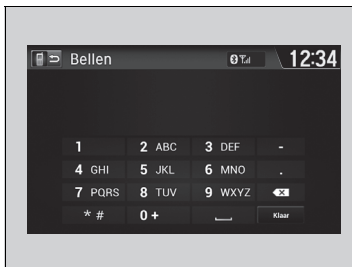 Bellen 12:34
1 2 ABC 3 DEF -
4 GHI 5 JKL 6 MNO .
7 PQRS 8 TUV 9 WXYZ
* # 0 + Klaar